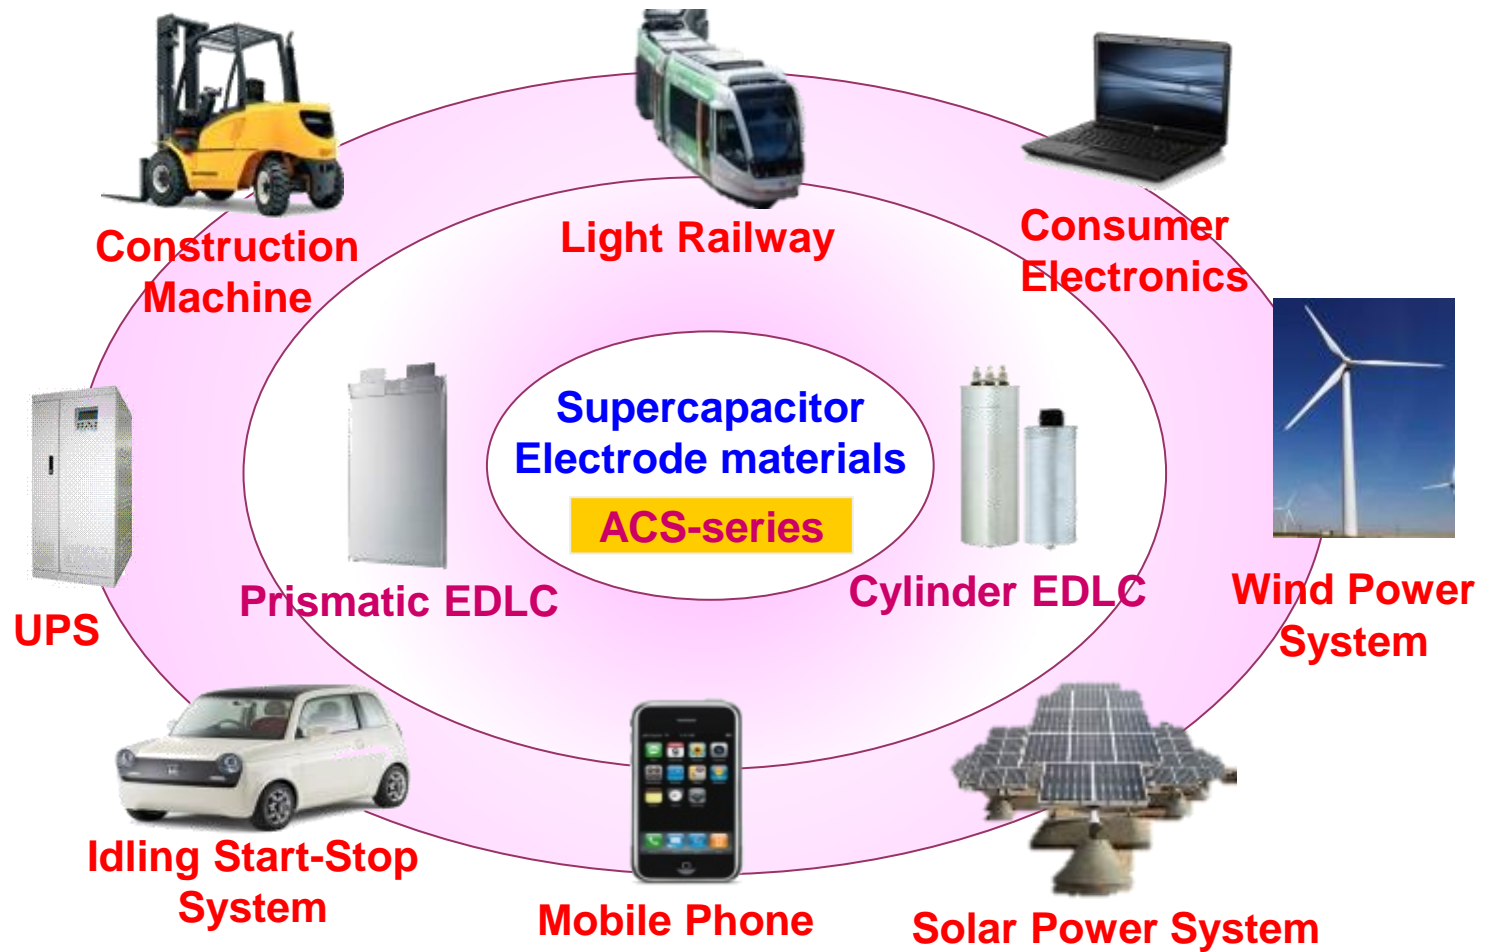 Construction
Machine
Light Railway
Consumer
Electronics
Supercapacitor
Electrode materials
ACS-series
Prismatic EDLC
Cylinder EDLC
UPS
Wind Power
System
Idling Start-Stop
System
Mobile Phone
Solar Power System